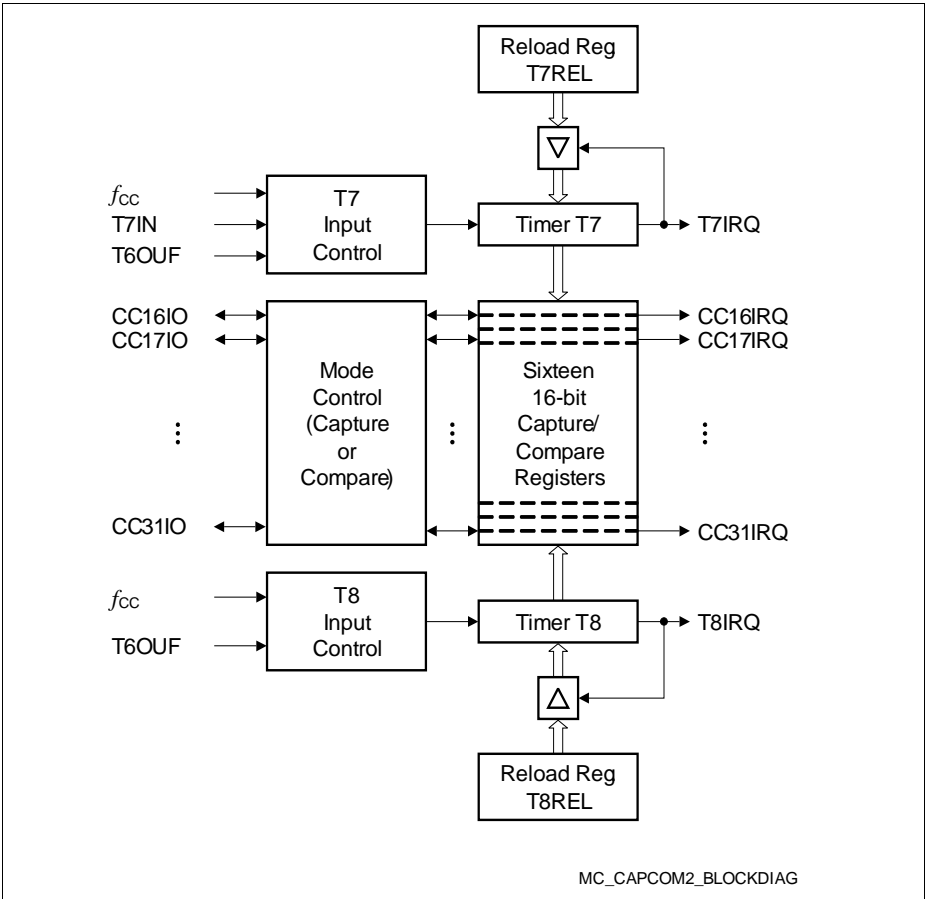 Reload Reg
T7REL
fCC
T7IN
T6OUF
T7
Input
Control
Timer T7
T7IRQ
CC16IO
CC17IO
CC31IO
Mode
Control
(Capture
or
Compare)
Sixteen
16-bit
Capture/
Compare
Registers
CC16IRQ
CC17IRQ
CC31IRQ
fCC
T6OUF
T8
Input
Control
Timer T8
T8IRQ
Reload Reg
T8REL
MC_CAPCOM2_BLOCKDIAG